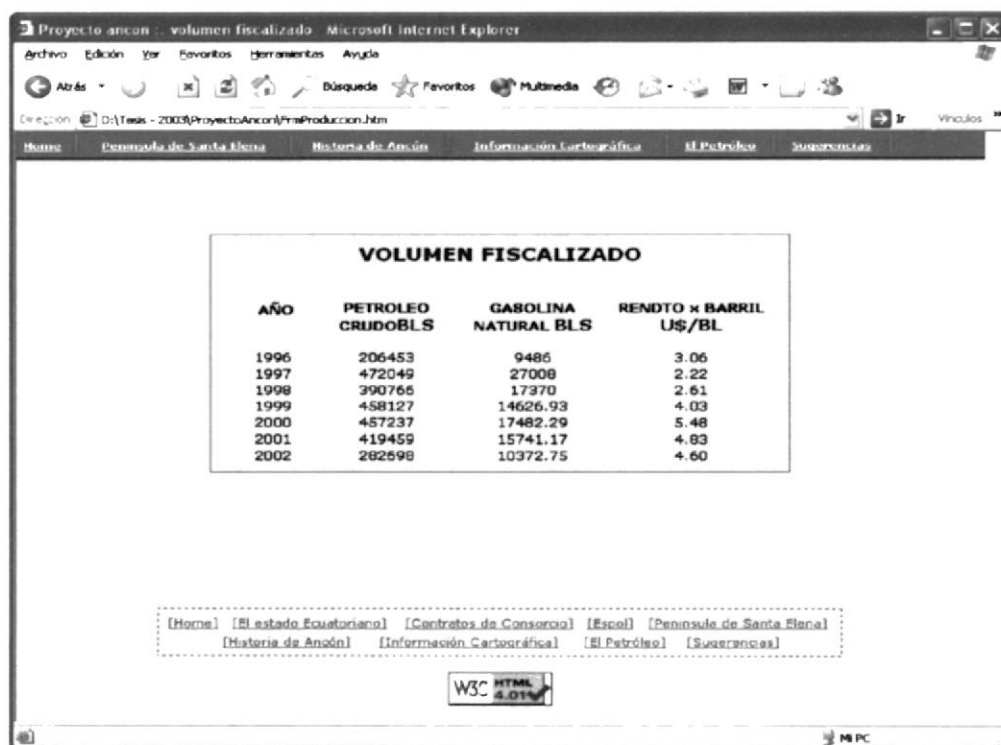 Proyecto ancon :. volumen fiscalizado Microsoft Internet Explorer
Archivo Edición Ver Favoritos Herramientas Ayuda
Atrás Búsqueda Favoritos Multimedia
Dirección D:\Tesis - 2003\ProyectoAncon\FrmProduccion.htm Ir Vínculos »
Home Peninsula de Santa Elena Historia de Ancón Información Cartográfica El Petróleo Sugerencias
VOLUMEN FISCALIZADO
AÑO PETROLEO GASOLINA RENDTO x BARRIL
CRUDOBLS NATURAL BLS U$/BL
1996 206453 9486 3.06
1997 472049 27008 2.22
1998 390766 17370 2.61
1999 458127 14626.93 4.03
2000 457237 17482.29 5.48
2001 419459 15741.17 4.83
2002 282698 10372.75 4.60
[Home] [El estado Ecuatoriano] [Contratos de Consorcio] [Espol] [Peninsula de Santa Elena]
[Historia de Ancón] [Información Cartográfica] [El Petróleo] [Sugerencias]
W3C HTML 4.01
Mi PC